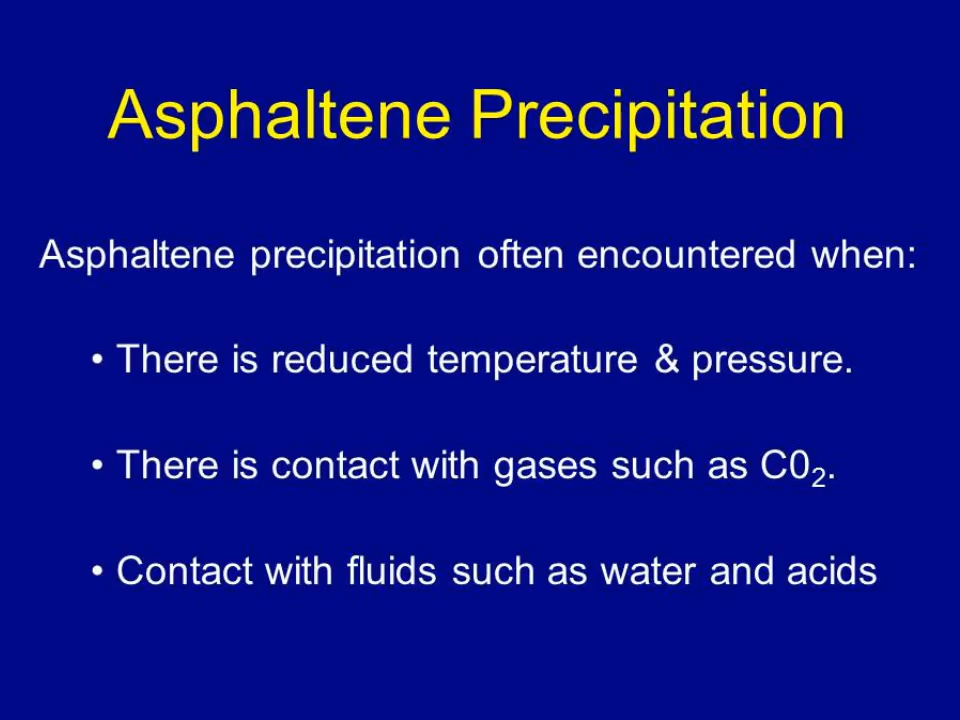 Asphaltene Precipitation
Asphaltene precipitation often encountered when:
• There is reduced temperature & pressure.
• There is contact with gases such as C0₂.
• Contact with fluids such as water and acids